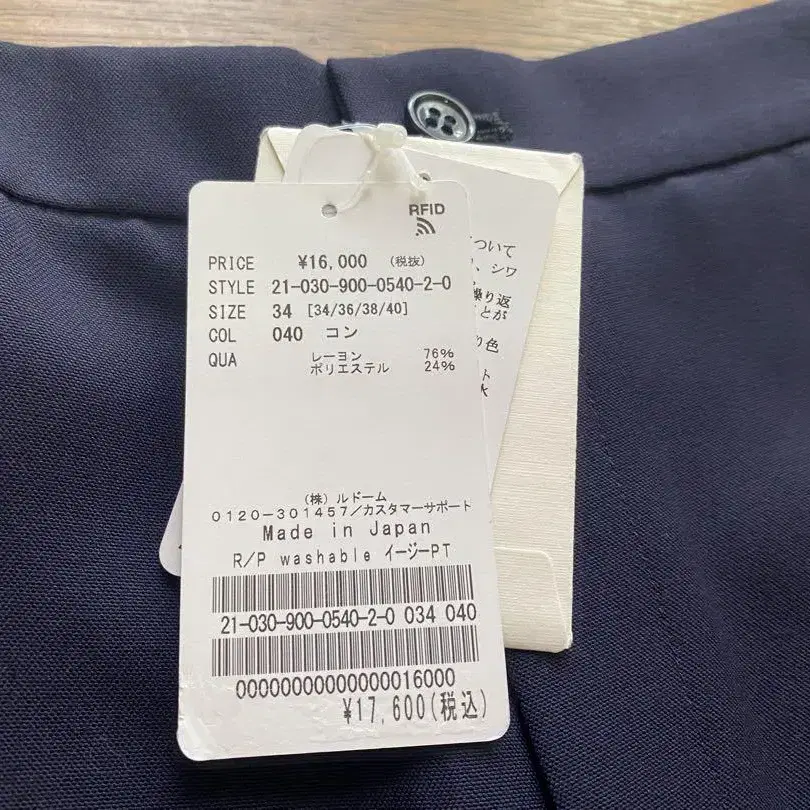 RFID
PRICE ¥16,000 (税抜)
STYLE 21-030-900-0540-2-0
SIZE 34 [34/36/38/40]
COL 040 コン
QUA レーヨン 76%
ポリエステル 24%
(株)ルドーム
0120-301457/カスタマーサポート
Made in Japan
R/P washable イージーPT
21-030-900-0540-2-0 034 040
00000000000000016000
¥17,600(税込)
ついて
、シワ
り返
とが
り色
ト
水